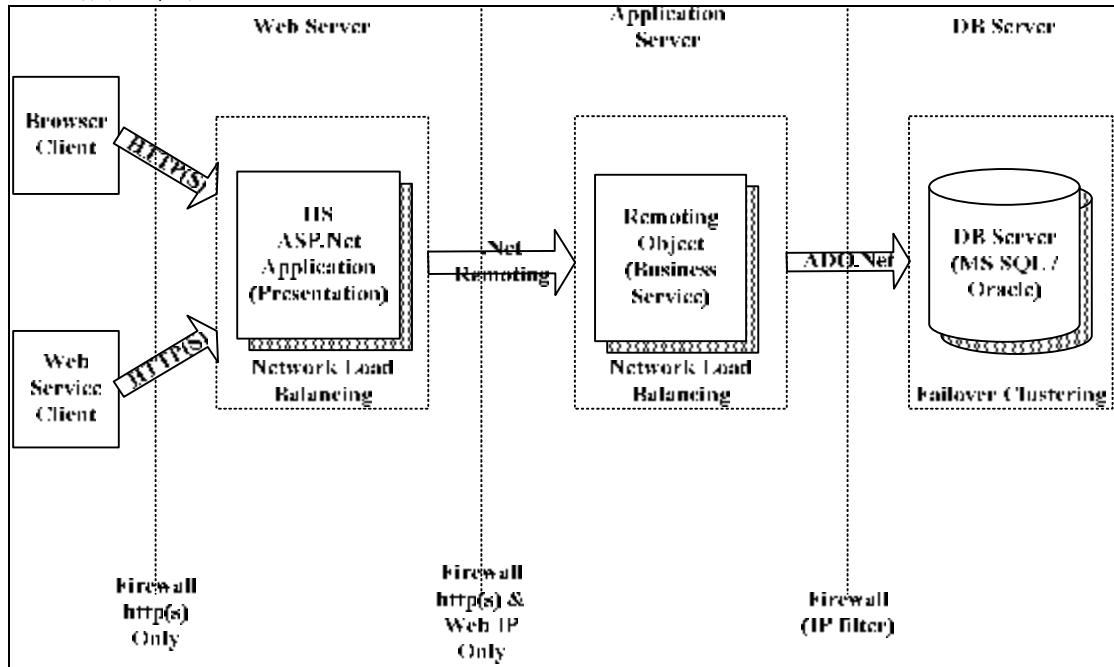 Web Server
Application
Server
DB Server
Browser
Client
HTTP(S)
IIS
ASP.Net
Application
(Presentation)
Network Load
Balancing
.Net
Remoting
Remoting
Object
(Business
Service)
Network Load
Balancing
ADO.Net
DB Server
(MS SQL /
Oracle)
Failover Clustering
Web
Service
Client
HTTP(S)
Firewall
http(s)
Only
Firewall
http(s) &
Web IP
Only
Firewall
(IP filter)